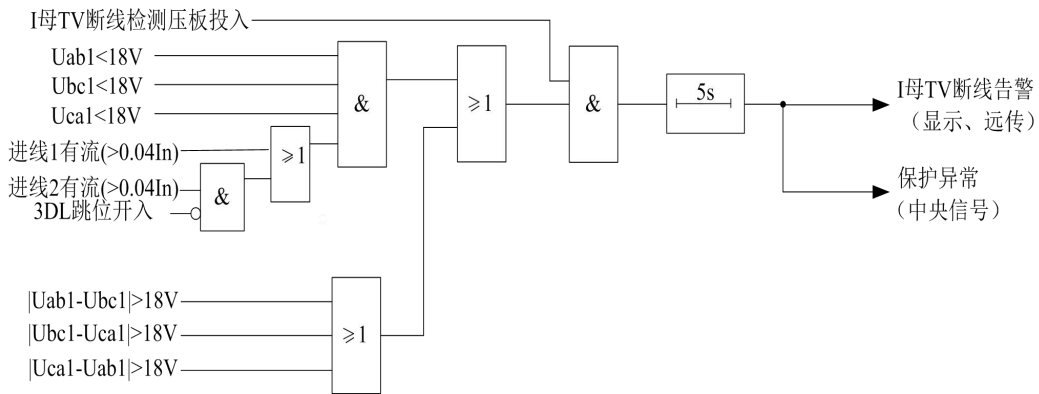 I母TV断线检测压板投入
Uab1<18V
Ubc1<18V
Uca1<18V
进线1有流(>0.04In)
进线2有流(>0.04In)
3DL跳位开入
&
≥1
&
≥1
&
5s
I母TV断线告警
（显示、远传）
保护异常
（中央信号）
|Uab1-Ubc1|>18V
|Ubc1-Uca1|>18V
|Uca1-Uab1|>18V
≥1